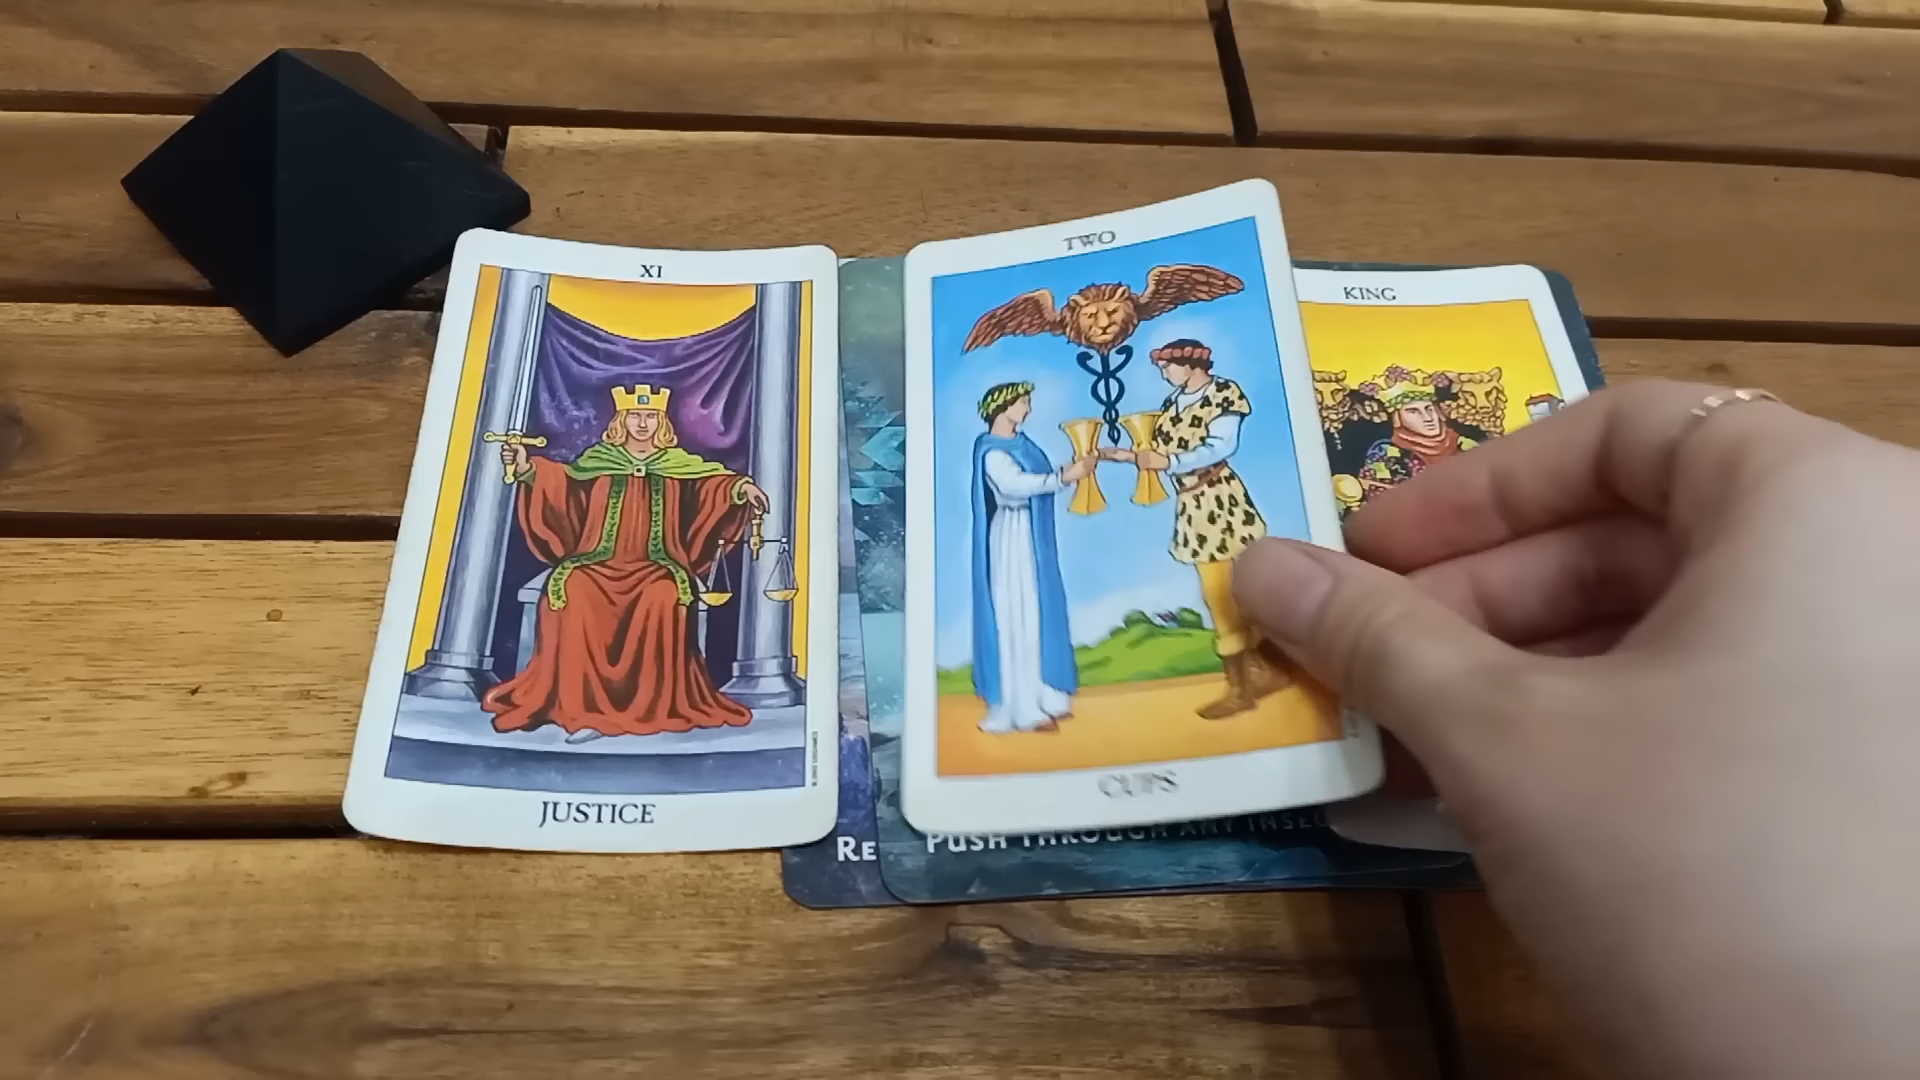 XI
JUSTICE
TWO
CUPS
KING
RE
PUSH THROUGH ANY INSEC